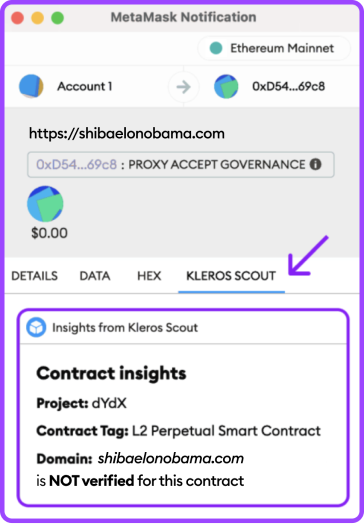 MetaMask Notification
Ethereum Mainnet
Account 1
0xD54...69c8
https://shibaelonobama.com
0xD54...69c8 : PROXY ACCEPT GOVERNANCE
$0.00
DETAILS DATA HEX KLEROS SCOUT
Insights from Kleros Scout
Contract insights
Project: dYdX
Contract Tag: L2 Perpetual Smart Contract
Domain: shibaelonobama.com
is NOT verified for this contract